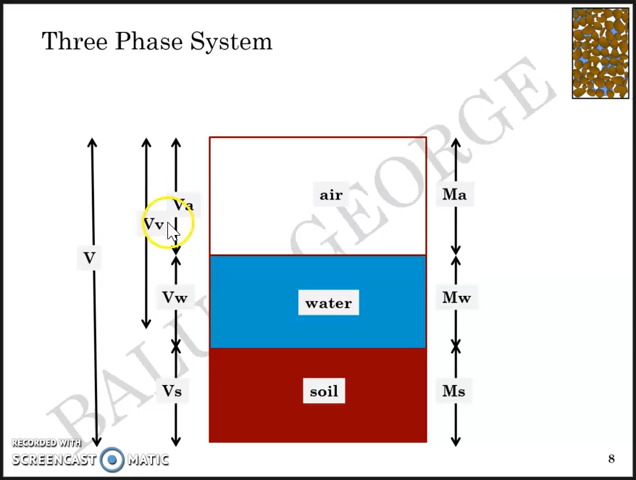 Three Phase System
BALU GEORGE
air
Va
Ma
Vv
V
Vw
water
Mw
Vs
soil
Ms
RECORDED WITH
SCREENCAST MATIC
8